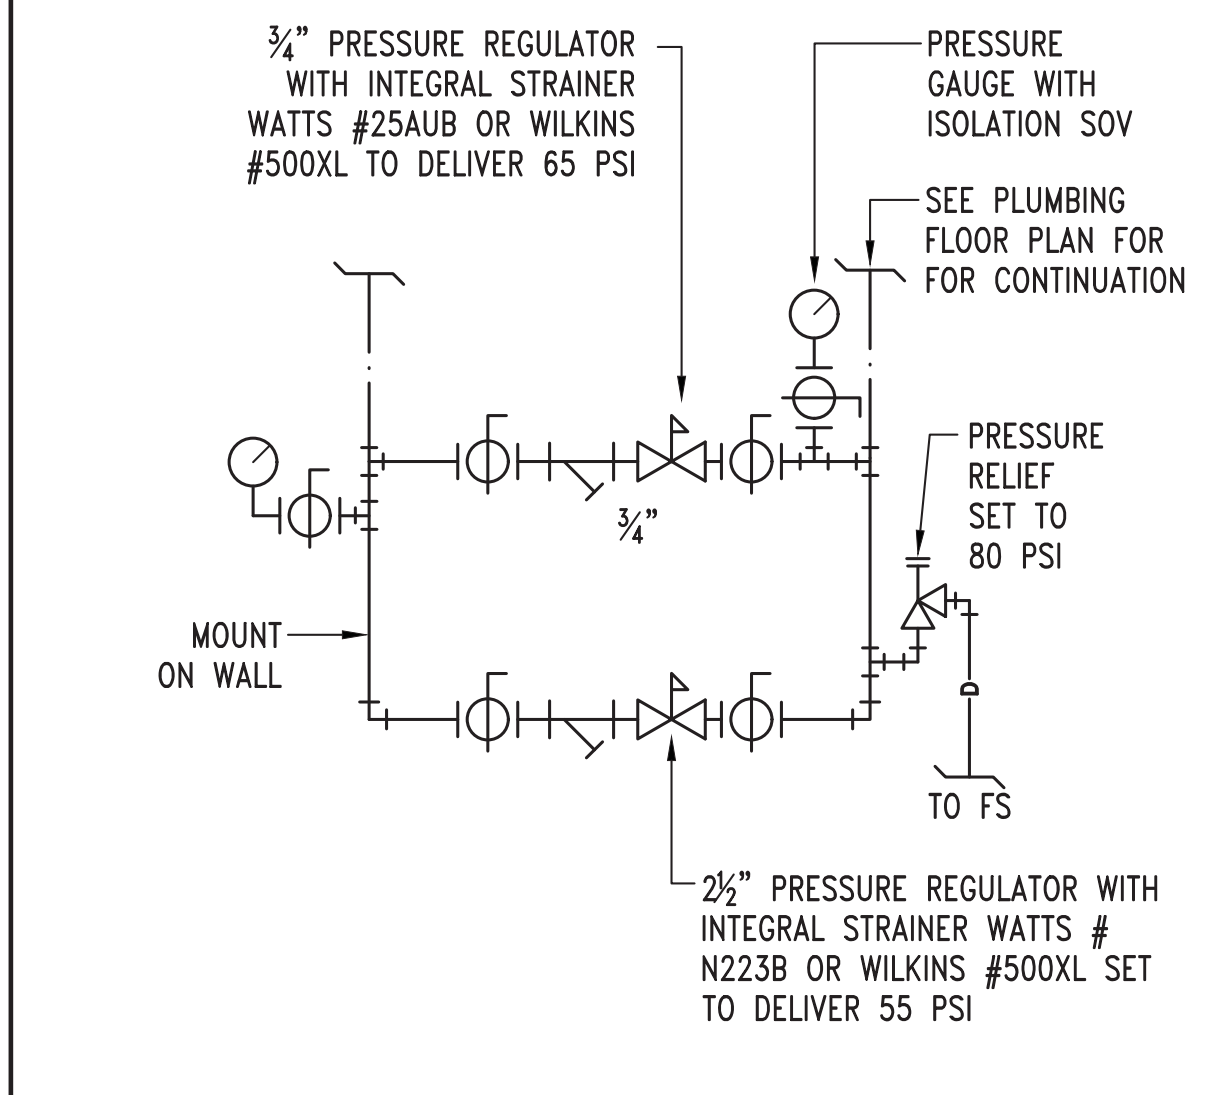 ¾" PRESSURE REGULATOR
WITH INTEGRAL STRAINER
WATTS #25AUB OR WILKINS
#500XL TO DELIVER 65 PSI
PRESSURE
GAUGE WITH
ISOLATION SOV
SEE PLUMBING
FLOOR PLAN FOR
FOR CONTINUATION
PRESSURE
RELIEF
SET TO
80 PSI
¾"
MOUNT
ON WALL
D
TO FS
2½" PRESSURE REGULATOR WITH
INTEGRAL STRAINER WATTS #
N223B OR WILKINS #500XL SET
TO DELIVER 55 PSI